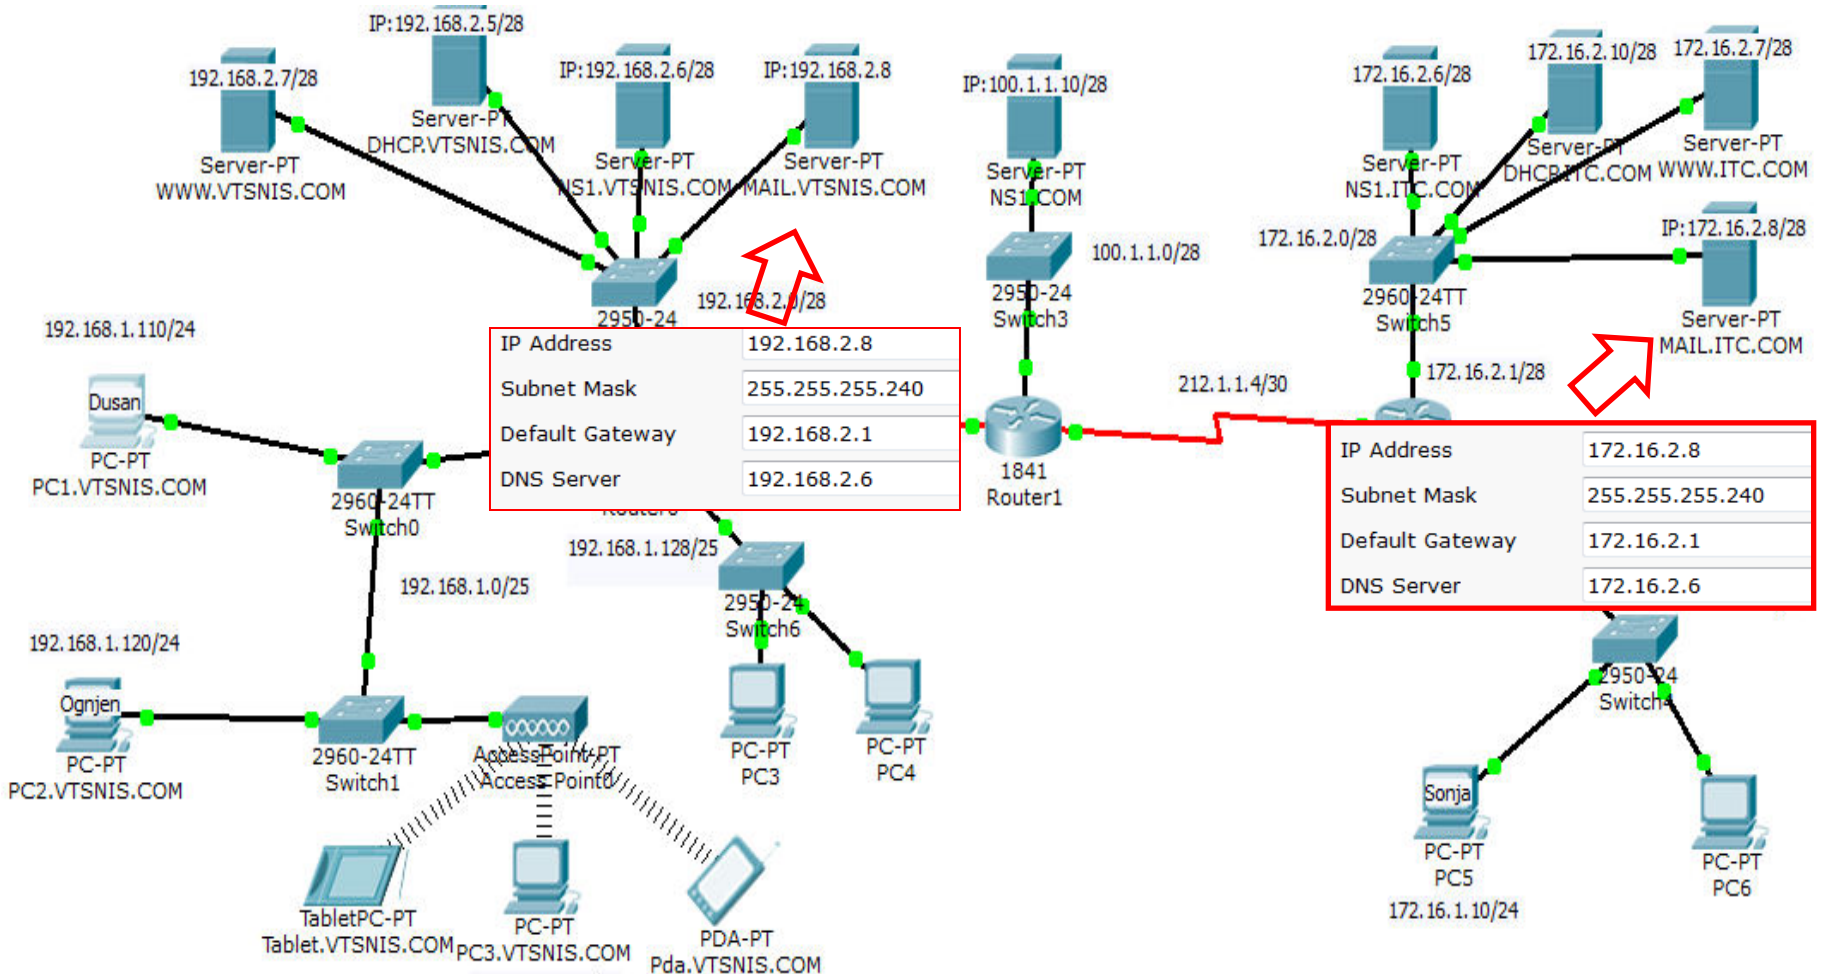 IP:192.168.2.5/28
192.168.2.7/28
IP:192.168.2.6/28
IP:192.168.2.8
Server-PT
DHCP.VTSNIS.COM
Server-PT
WWW.VTSNIS.COM
Server-PT
NS1.VTSNIS.COM
Server-PT
MAIL.VTSNIS.COM
IP:100.1.1.10/28
Server-PT
NS1.COM
172.16.2.6/28
172.16.2.10/28
172.16.2.7/28
Server-PT
NS1.ITC.COM
Server-PT
DHCP.ITC.COM
Server-PT
WWW.ITC.COM
172.16.2.0/28
IP:172.16.2.8/28
100.1.1.0/28
2950-24
Switch3
2960-24TT
Switch5
Server-PT
MAIL.ITC.COM
192.168.2.0/28
2950-24
192.168.1.110/24
IP Address 192.168.2.8
Subnet Mask 255.255.255.240
Default Gateway 192.168.2.1
DNS Server 192.168.2.6
172.16.2.1/28
212.1.1.4/30
Dusan
PC-PT
PC1.VTSNIS.COM
2960-24TT
Switch0
1841
Router1
IP Address 172.16.2.8
Subnet Mask 255.255.255.240
Default Gateway 172.16.2.1
DNS Server 172.16.2.6
192.168.1.128/25
192.168.1.0/25
2950-24
Switch6
192.168.1.120/24
Ognjen
PC-PT
PC2.VTSNIS.COM
2960-24TT
Switch1
AccessPoint-PT
Access Point0
PC-PT
PC3
PC-PT
PC4
2950-24
Switch4
Sonja
PC-PT
PC5
172.16.1.10/24
PC-PT
PC6
TabletPC-PT
Tablet.VTSNIS.COM
PC-PT
PC3.VTSNIS.COM
PDA-PT
Pda.VTSNIS.COM